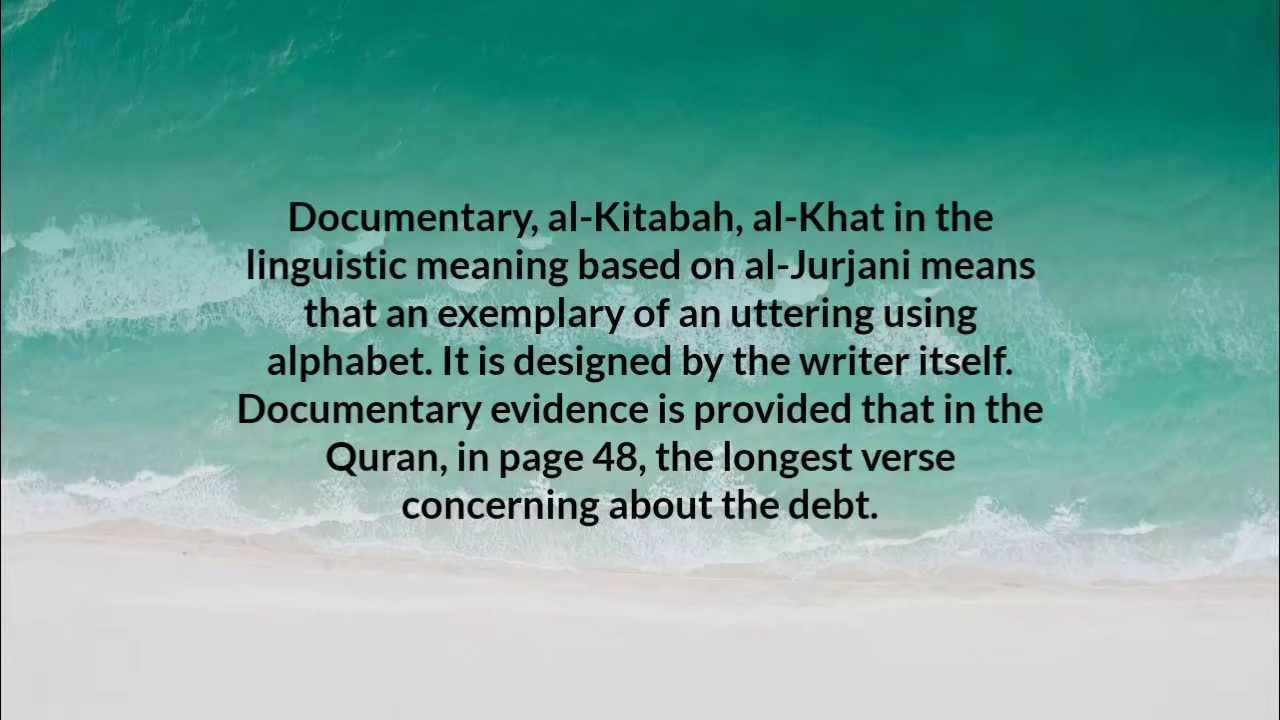 Documentary, al-Kitabah, al-Khat in the
linguistic meaning based on al-Jurjani means
that an exemplary of an uttering using
alphabet. It is designed by the writer itself.
Documentary evidence is provided that in the
Quran, in page 48, the longest verse
concerning about the debt.